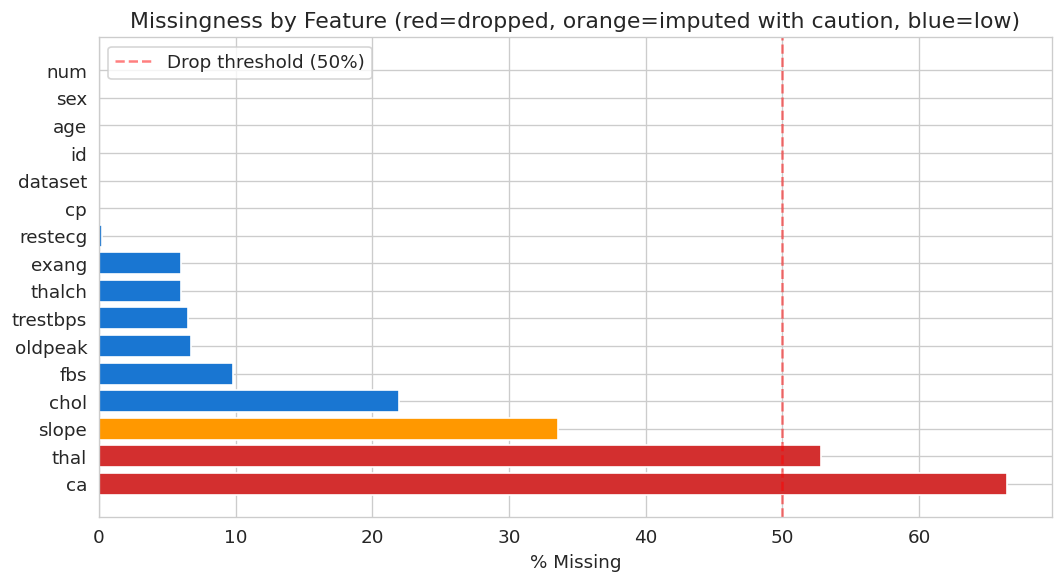 Missingness by Feature (red=dropped, orange=imputed with caution, blue=low)
Drop threshold (50%)
num
sex
age
id
dataset
cp
restecg
exang
thalch
trestbps
oldpeak
fbs
chol
slope
thal
ca
0 10 20 30 40 50 60
% Missing